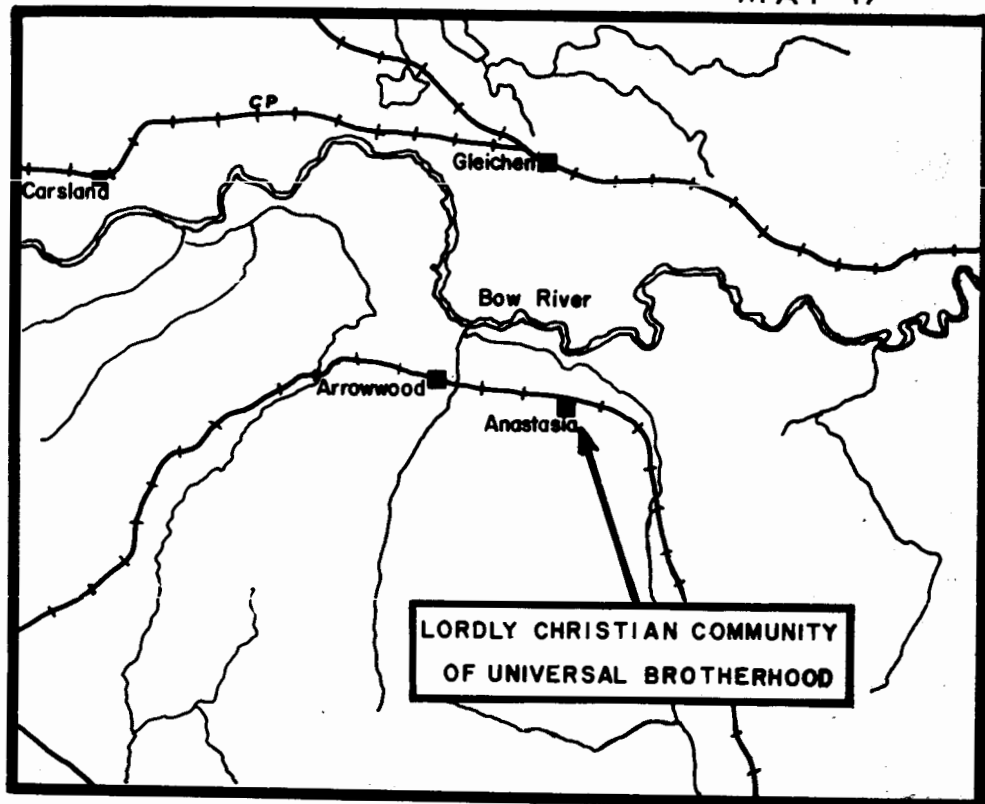 CP
Gleichen
Carsland
Bow River
Arrowwood
Anastasia
LORDLY CHRISTIAN COMMUNITY
OF UNIVERSAL BROTHERHOOD